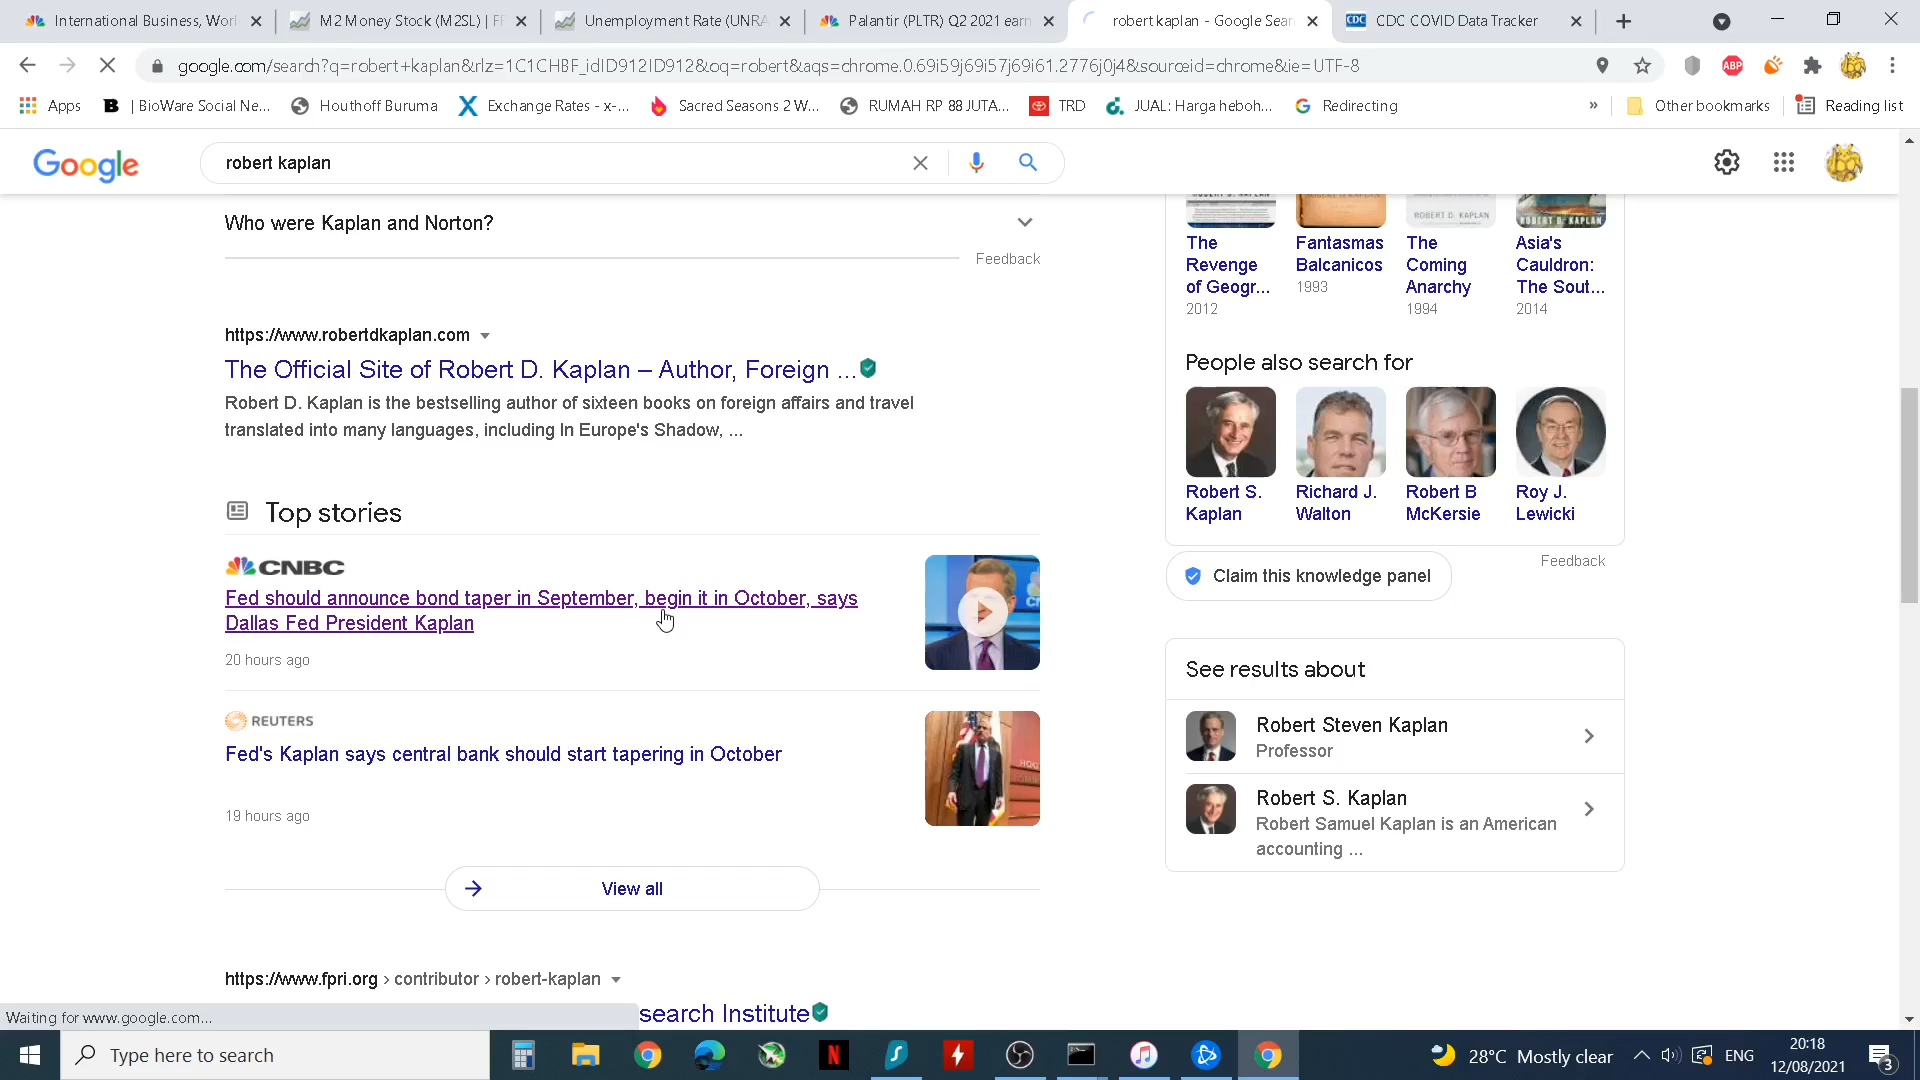 International Business, Worl
M2 Money Stock (M2SL) | FR
Unemployment Rate (UNRA
Palantir (PLTR) Q2 2021 earn
robert kaplan - Google Sear
CDC COVID Data Tracker
google.com/search?q=robert+kaplan&rlz=1C1CHBF_idID912ID912&oq=robert&aqs=chrome.0.69i59j69i57j69i61.2776j0j4&sourceid=chrome&ie=UTF-8
ABP
Apps
B | BioWare Social Ne...
Houthoff Buruma
Exchange Rates - x-...
Sacred Seasons 2 W...
RUMAH RP 88 JUTA...
TRD
JUAL: Harga heboh...
Redirecting
»
Other bookmarks
Reading list
Google
robert kaplan
Who were Kaplan and Norton?
Feedback
https://www.robertdkaplan.com
The Official Site of Robert D. Kaplan – Author, Foreign ...
Robert D. Kaplan is the bestselling author of sixteen books on foreign affairs and travel
translated into many languages, including In Europe's Shadow, ...
Top stories
CNBC
Fed should announce bond taper in September, begin it in October, says
Dallas Fed President Kaplan
20 hours ago
REUTERS
Fed's Kaplan says central bank should start tapering in October
19 hours ago
View all
https://www.fpri.org › contributor › robert-kaplan
search Institute
ROBERT D. KAPLAN
ROBERT D. KAPLAN
The
Revenge
of Geogr...
2012
Fantasmas
Balcanicos
1993
The
Coming
Anarchy
1994
Asia's
Cauldron:
The Sout...
2014
People also search for
Robert S.
Kaplan
Richard J.
Walton
Robert B
McKersie
Roy J.
Lewicki
Feedback
Claim this knowledge panel
See results about
Robert Steven Kaplan
Professor
Robert S. Kaplan
Robert Samuel Kaplan is an American
accounting ...
Waiting for www.google.com...
Type here to search
28°C Mostly clear
ENG
20:18
12/08/2021
3